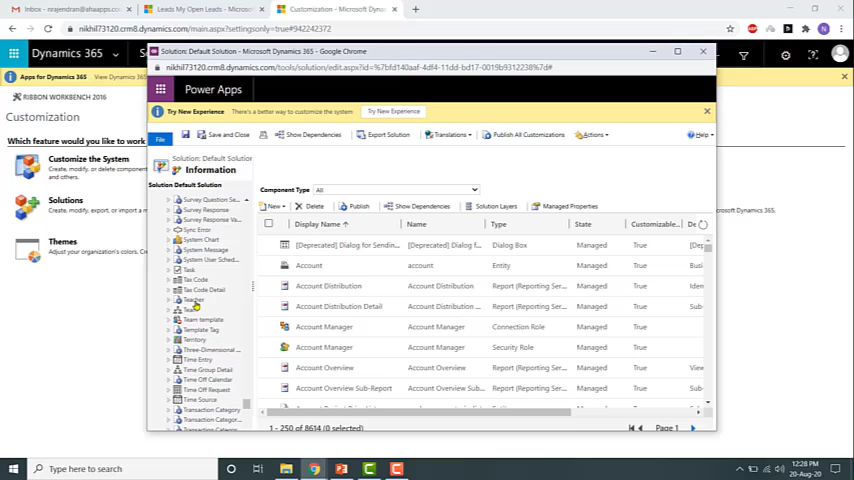 Inbox - nrajemdran@ahaapps.co
Leads My Open Leads - Microsoft
Customization - Microsoft Dyna
nikhil73120.crm8.dynamics.com/main.aspx?settingsonly=true#942242372
Dynamics 365
Apps for Dynamics 365 View Dynamics 36
RIBBON WORKBENCH 2016
Customization
Which feature would you like to work
Customize the System
Create, modify, or delete componen
and others.
Solutions
Create, modify, export, or import a m
Themes
Adjust your organization's colors. C
Solution: Default Solution - Microsoft Dynamics 365 - Google Chrome
nikhil73120.crm8.dynamics.com/tools/solution/edit.aspx?id=%7bfd140aaf-4df4-11dd-bd17-0019b9312238%7d#
Power Apps
Try New Experience There's a better way to customize the system Try New Experience
File Save and Close Show Dependencies Export Solution Translations Publish All Customizations Actions Help
Solution: Default Solution
Information
Solution Default Solution
Survey Question Se...
Survey Response
Survey Response Va...
Sync Error
System Chart
System Message
System User Sched...
Task
Tax Code
Tax Code Detail
Teacher
Team
Team template
Template Tag
Territory
Three-Dimensional ...
Time Entry
Time Group Detail
Time Off Calendar
Time Off Request
Time Source
Transaction Category
Transaction Categor...
Component Type All
New Delete Publish Show Dependencies Solution Layers Managed Properties
Display Name Name Type State Customizable... De
[Deprecated] Dialog for Sendin... [Deprecated] Dialog f... Dialog Box Managed True
Account account Entity Managed True Busi
Account Distribution Account Distribution Report (Reporting Ser... Managed True Iden
Account Distribution Detail Account Distribution ... Report (Reporting Ser... Managed True Sub-
Account Manager Account Manager Connection Role Managed True
Account Manager Account Manager Security Role Managed True
Account Overview Account Overview Report (Reporting Ser... Managed True View
Account Overview Sub-Report Account Overview Sub... Report (Reporting Ser... Managed True Sub-
1 - 250 of 8614 (0 selected) Page 1
Type here to search
12:28 PM
20-Aug-20